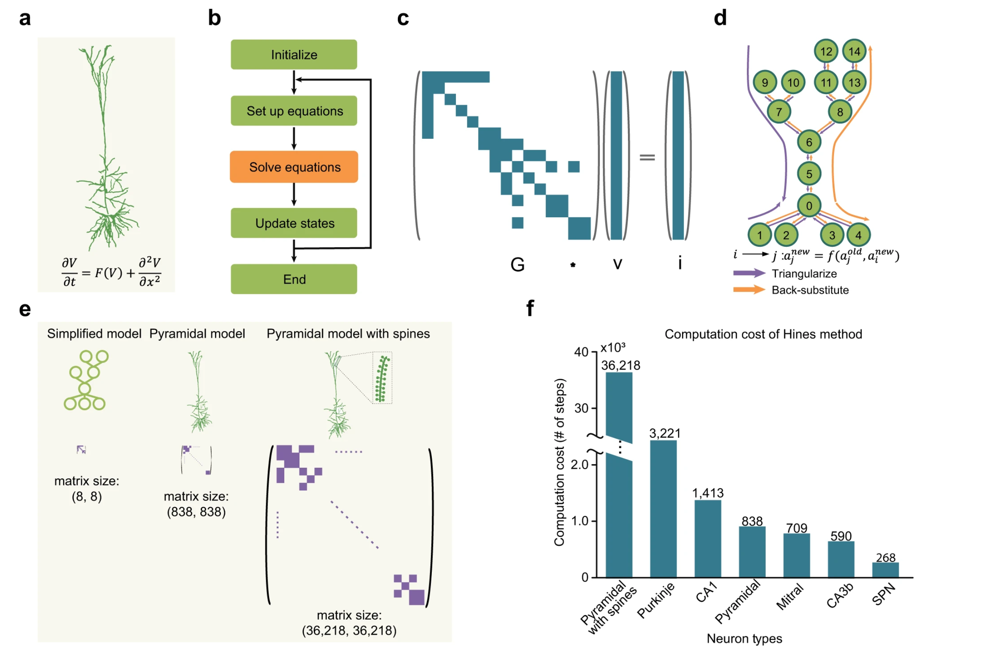 a
∂V/∂t = F(V) + ∂²V/∂x²
b
Initialize
Set up equations
Solve equations
Update states
End
c
=
G * v i
d
12 14
9 10 11 13
7 8
6
5
0
1 2 3 4
i ⟶ j :a_j^new = f(a_j^old, a_i^new)
Triangularize
Back-substitute
e
Simplified model
matrix size:
(8, 8)
Pyramidal model
matrix size:
(838, 838)
Pyramidal model with spines
matrix size:
(36,218, 36,218)
f
Computation cost of Hines method
Computation cost (# of steps)
x10³
40
30
2.0
1.0
0
36,218
3,221
1,413
838
709
590
268
Pyramidal
with spines
Purkinje
CA1
Pyramidal
Mitral
CA3b
SPN
Neuron types